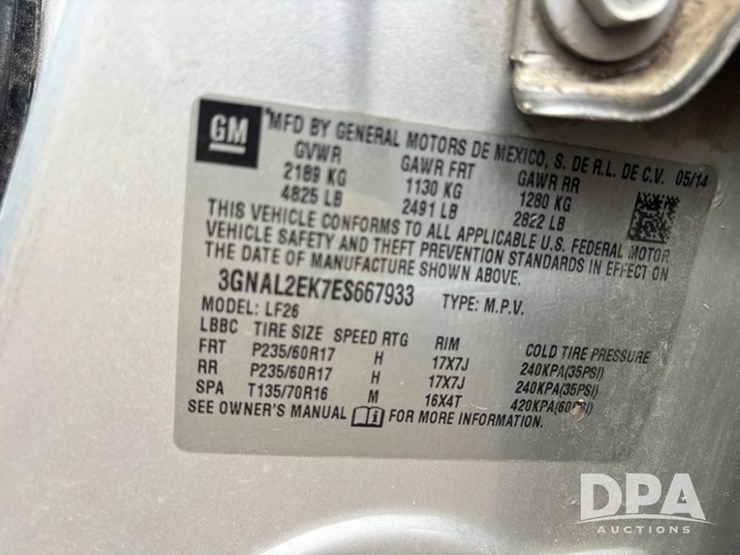 GM
*MFD BY GENERAL MOTORS DE MEXICO, S. DE R.L. DE C.V. 05/14
GVWR GAWR FRT GAWR RR
2189 KG 1130 KG 1280 KG
4825 LB 2491 LB 2822 LB
THIS VEHICLE CONFORMS TO ALL APPLICABLE U.S. FEDERAL MOTOR
VEHICLE SAFETY AND THEFT PREVENTION STANDARDS IN EFFECT ON
THE DATE OF MANUFACTURE SHOWN ABOVE.
3GNAL2EK7ES667933 TYPE: M.P.V.
MODEL: LF26
LBBC TIRE SIZE SPEED RTG RIM COLD TIRE PRESSURE
FRT P235/60R17 H 17X7J 240KPA(35PSI)
RR P235/60R17 H 17X7J 240KPA(35PSI)
SPA T135/70R16 M 16X4T 420KPA(60PSI)
SEE OWNER'S MANUAL FOR MORE INFORMATION.
DPA
AUCTIONS